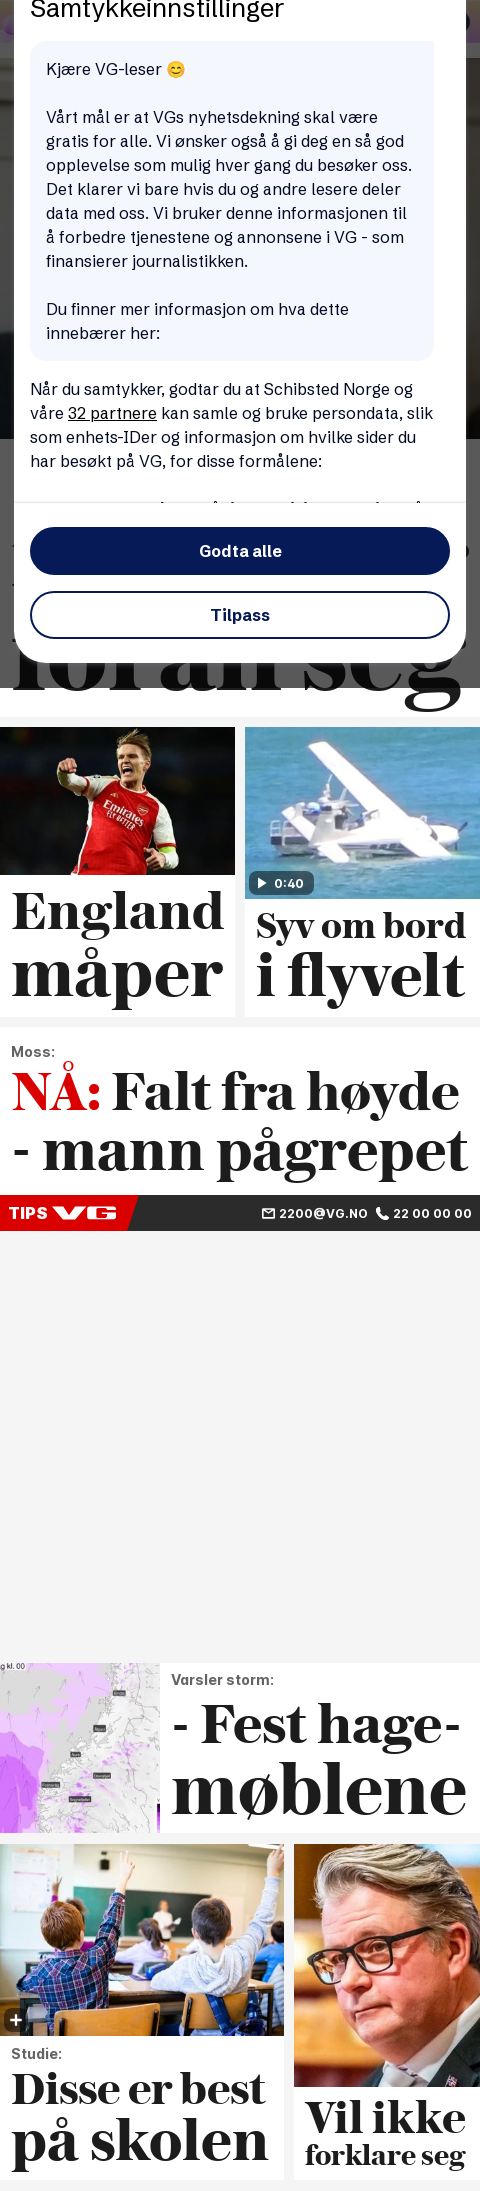 Samtykkeinnstillinger
Kjære VG-leser 😊
Vårt mål er at VGs nyhetsdekning skal være
gratis for alle. Vi ønsker også å gi deg en så god
opplevelse som mulig hver gang du besøker oss.
Det klarer vi bare hvis du og andre lesere deler
data med oss. Vi bruker denne informasjonen til
å forbedre tjenestene og annonsene i VG - som
finansierer journalistikken.
Du finner mer informasjon om hva dette
innebærer her:
Når du samtykker, godtar du at Schibsted Norge og
våre 32 partnere kan samle og bruke persondata, slik
som enhets-IDer og informasjon om hvilke sider du
har besøkt på VG, for disse formålene:
Godta alle
Tilpass
foran seg
Emirates
FLY BETTER
0:40
England
måper
Syv om bord
i flyvelt
Moss:
NÅ: Falt fra høyde
- mann pågrepet
TIPS VG
2200@VG.NO
22 00 00 00
g kl. 00
Varsler storm:
- Fest hage-
møblene
Studie:
Disse er best
på skolen
Vil ikke
forklare seg